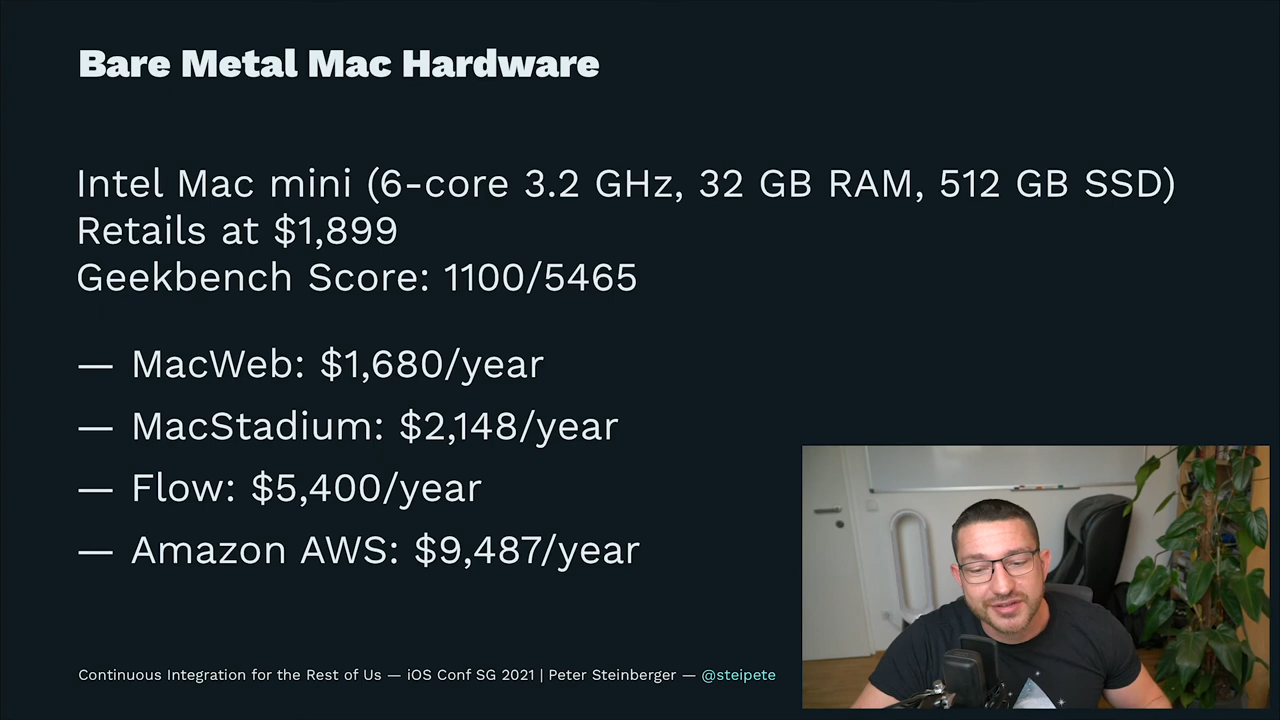 Bare Metal Mac Hardware
Intel Mac mini (6-core 3.2 GHz, 32 GB RAM, 512 GB SSD)
Retails at $1,899
Geekbench Score: 1100/5465
— MacWeb: $1,680/year
— MacStadium: $2,148/year
— Flow: $5,400/year
— Amazon AWS: $9,487/year
Continuous Integration for the Rest of Us — iOS Conf SG 2021 | Peter Steinberger — @steipete